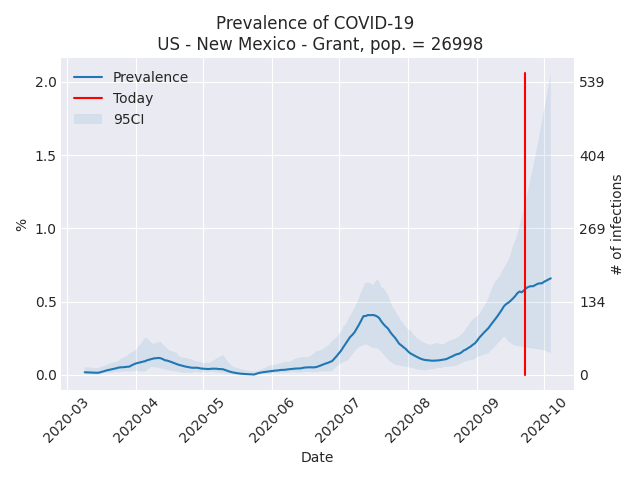 Prevalence of COVID-19
US - New Mexico - Grant, pop. = 26998
Prevalence
Today
95CI
2.0
1.5
1.0
0.5
0.0
%
539
404
269
134
0
# of infections
2020-03
2020-04
2020-05
2020-06
2020-07
2020-08
2020-09
2020-10
Date